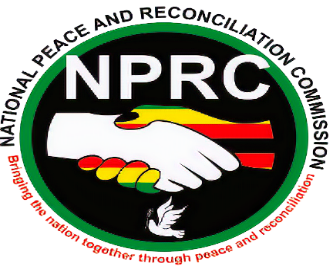 NATIONAL PEACE AND RECONCILIATION COMMISSION
NPRC
Bringing the nation together through peace and reconciliation